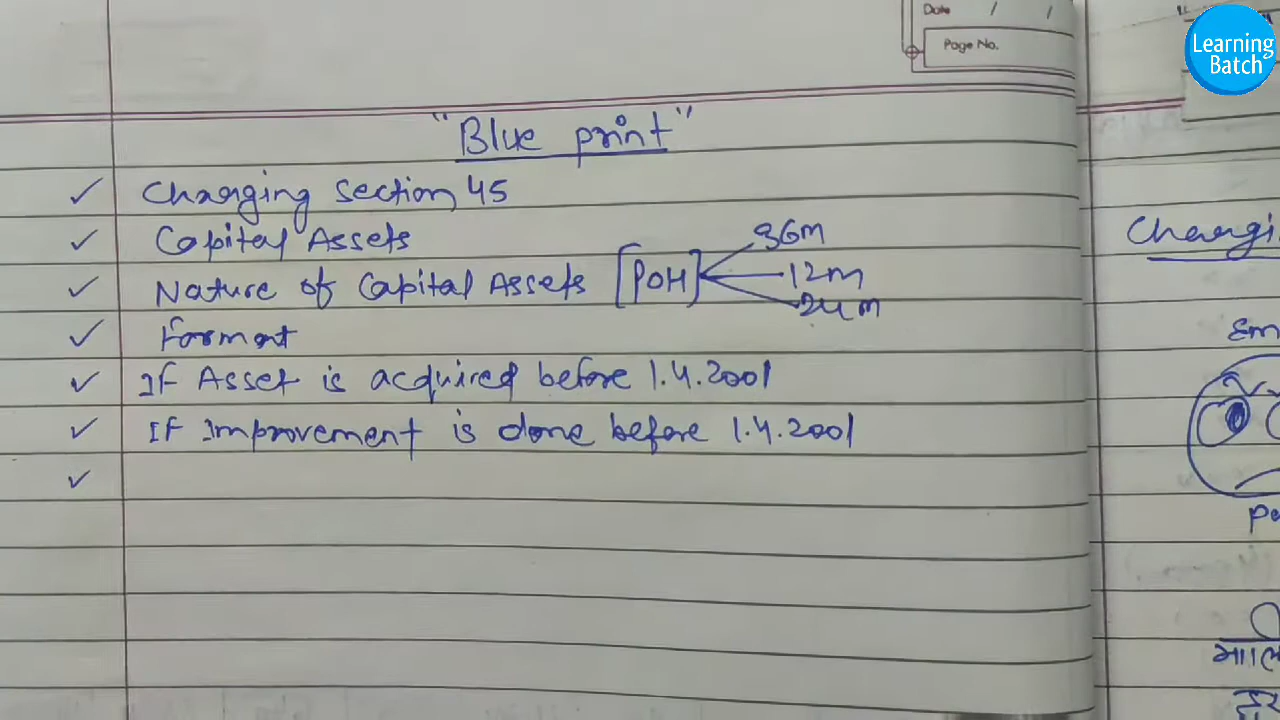 Date / /
Page No.
Learning
Batch
"Blue print"
✓ Charging Section 45
✓ Capital Assets
✓ Nature of Capital Assets [POH]
36m
12m
24m
✓ Format
✓ If Asset is acquired before 1.4.2001
✓ If Improvement is done before 1.4.2001
✓
Chargi
Em